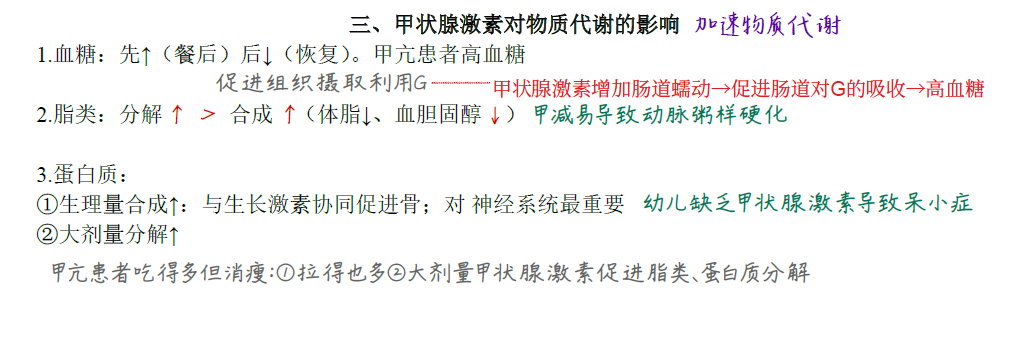 三、甲状腺激素对物质代谢的影响 加速物质代谢
1.血糖：先↑（餐后）后↓（恢复）。甲亢患者高血糖
促进组织摄取利用G——甲状腺激素增加肠道蠕动→促进肠道对G的吸收→高血糖
2.脂类：分解 ↑ ＞ 合成 ↑（体脂↓、血胆固醇 ↓）甲减易导致动脉粥样硬化
3.蛋白质：
①生理量合成↑：与生长激素协同促进骨；对 神经系统最重要 幼儿缺乏甲状腺激素导致呆小症
②大剂量分解↑
甲亢患者吃得多但消瘦：①拉得也多②大剂量甲状腺激素促进脂类、蛋白质分解